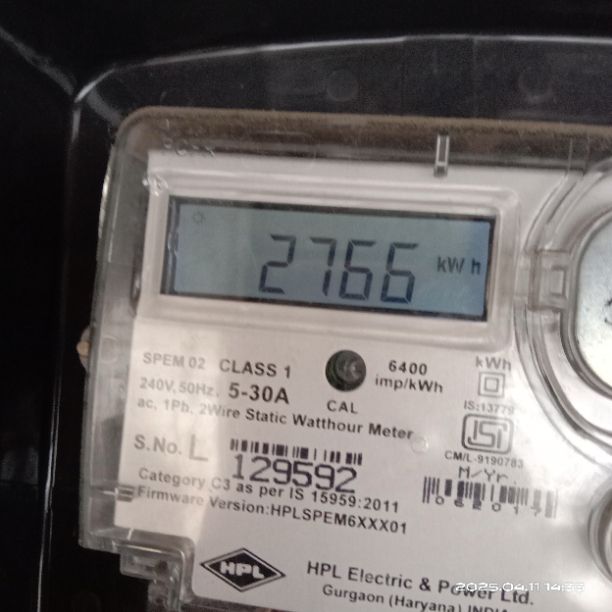 2766 kWh
SPEM 02 CLASS 1
6400
imp/kWh
kWh
240V, 50Hz, 5-30A
CAL
IS:13779
ac, 1Ph, 2Wire Static Watthour Meter
ISI
CM/L-9190783
S.No. L 129592
M/Yr.
Category C3 as per IS 15959:2011
Firmware Version:HPLSPEM6XXX01
HPL
HPL Electric & Power Ltd.
Gurgaon (Haryana) INDIA
2025.04.11 14:33